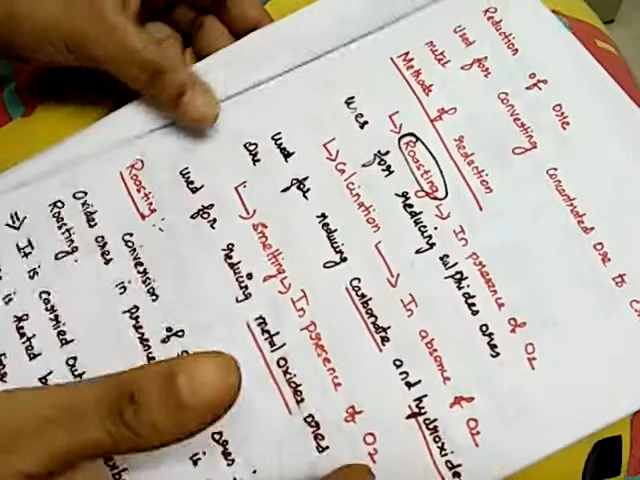 Reduction of ore
Used for converting concentrated ore to
metal
Methods of reduction
↳ Roasting ↳ In presence of O2
uses for reducing sulphides ores
↳ Calcination → In absence of O2
used for reducing Carbonate and hydroxide
ore
↳ Smelting ↳ In presence of O2
used for reducing metal oxides ores
Roasting :-
conversion of
Oxides ores in presence
Roasting.
⇒ It is carried out
is heated